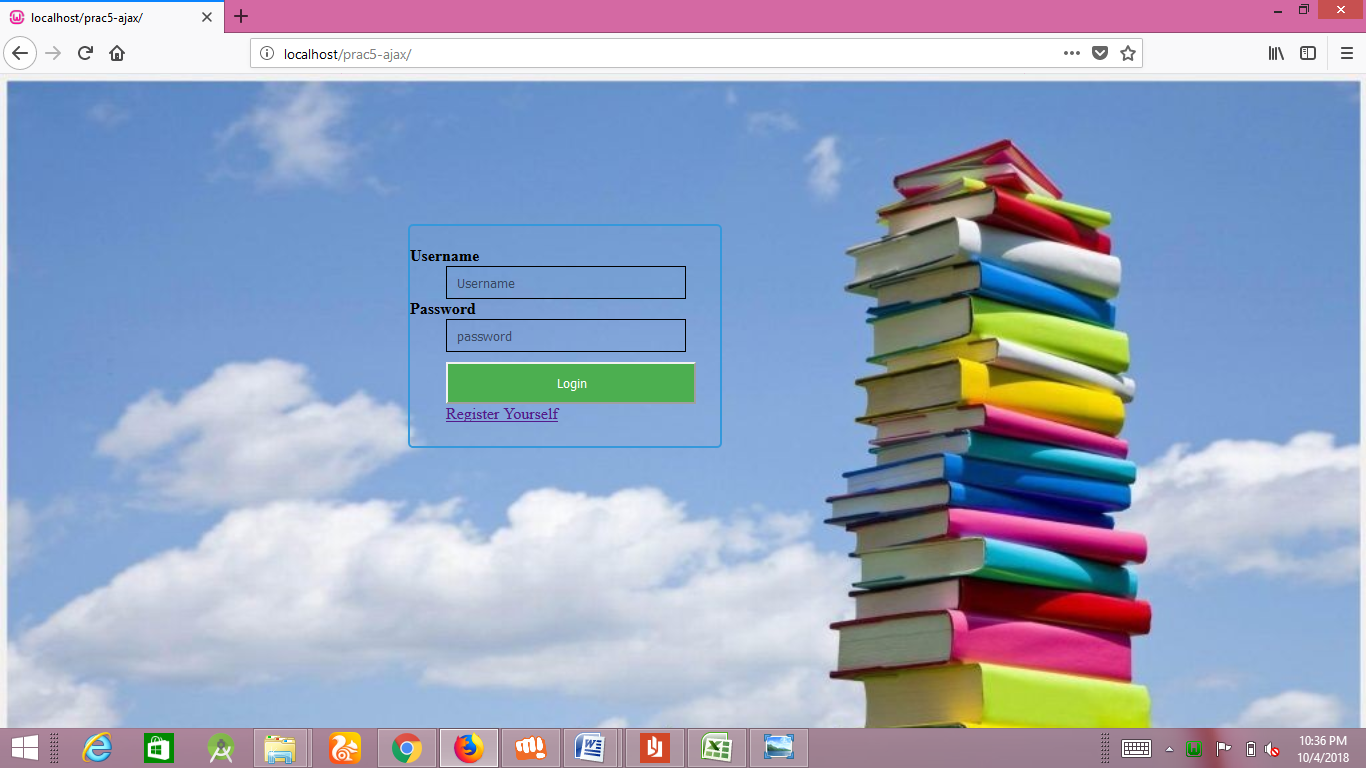 localhost/prac5-ajax/
localhost/prac5-ajax/
Username
Username
Password
password
Login
Register Yourself
10:36 PM
10/4/2018